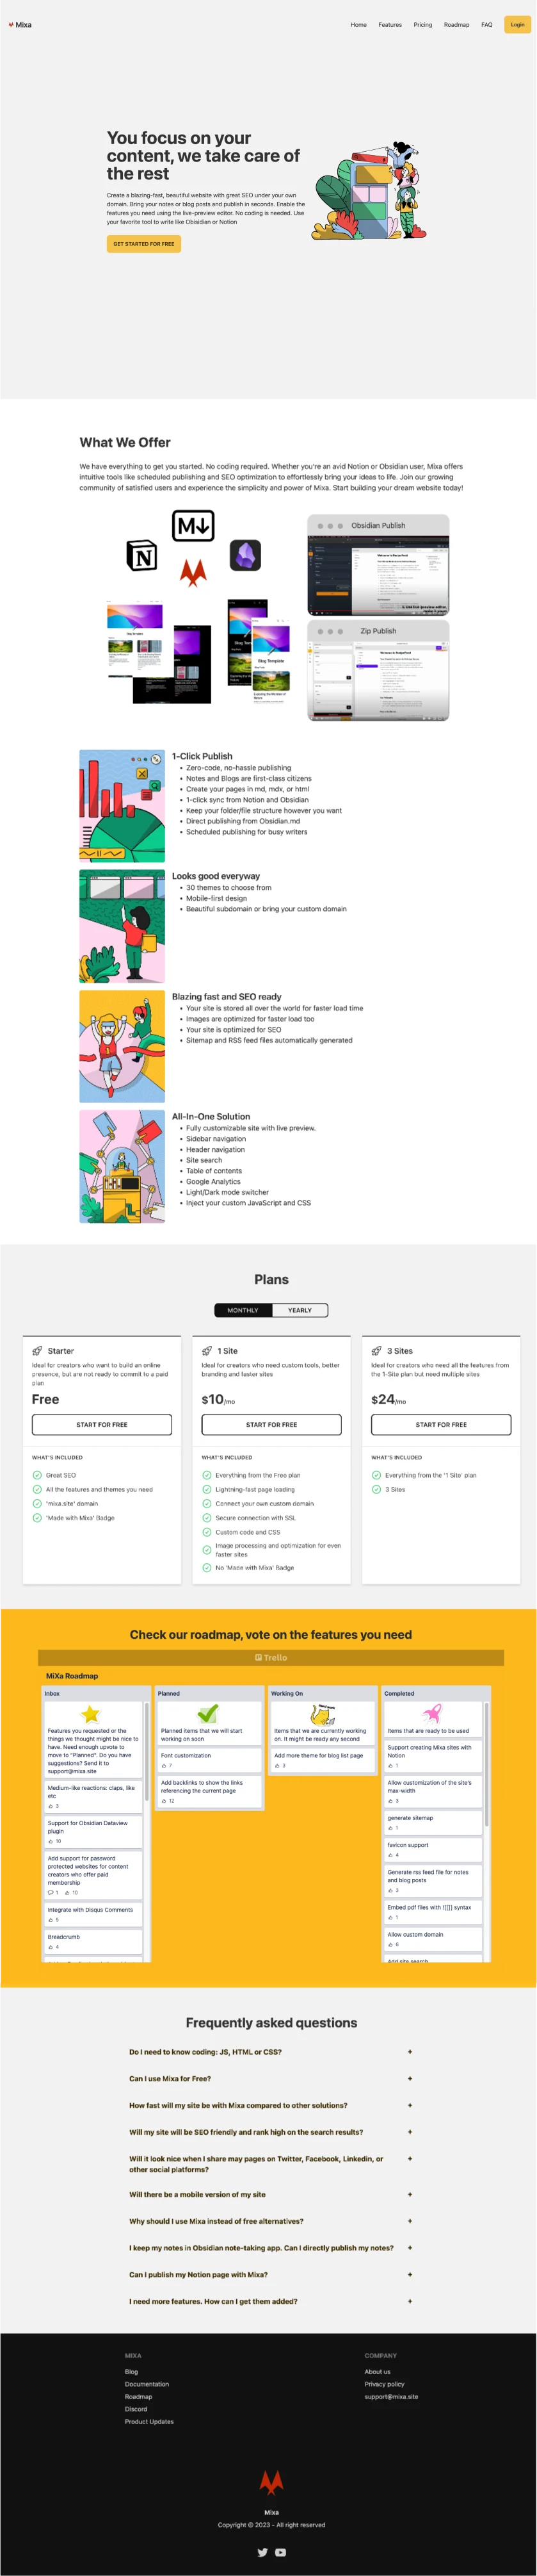 Mixa
Home
Features
Pricing
Roadmap
FAQ
Login
You focus on your
content, we take care of
the rest
Create a blazing-fast, beautiful website with great SEO under your own
domain. Bring your notes or blog posts and publish in seconds. Enable the
features you need using the live-preview editor. No coding is needed. Use
your favorite tool to write like Obisidian or Notion
GET STARTED FOR FREE
What We Offer
We have everything to get you started. No coding required. Whether you're an avid Notion or Obsidian user, Mixa offers
intuitive tools like scheduled publishing and SEO optimization to effortlessly bring your ideas to life. Join our growing
community of satisfied users and experience the simplicity and power of Mixa. Start building your dream website today!
M
N
Obsidian Publish
Zip Publish
Blog Template
1-Click Publish
• Zero-code, no-hassle publishing
• Notes and Blogs are first-class citizens
• Create your pages in md, mdx, or html
• 1-click sync from Notion and Obsidian
• Keep your folder/file structure however you want
• Direct publishing from Obsidian.md
• Scheduled publishing for busy writers
Looks good everyway
• 30 themes to choose from
• Mobile-first design
• Beautiful subdomain or bring your custom domain
Blazing fast and SEO ready
• Your site is stored all over the world for faster load time
• Images are optimized for faster load too
• Your site is optimized for SEO
• Sitemap and RSS feed files automatically generated
All-In-One Solution
• Fully customizable site with live preview.
• Sidebar navigation
• Header navigation
• Site search
• Table of contents
• Google Analytics
• Light/Dark mode switcher
• Inject your custom JavaScript and CSS
Plans
MONTHLY
YEARLY
Starter
Ideal for creators who want to build an online
presence, but are not ready to commit to a paid
plan
Free
START FOR FREE
WHAT'S INCLUDED
Great SEO
All the features and themes you need
'mixa.site' domain
'Made with Mixa' Badge
1 Site
Ideal for creators who need custom tools, better
branding and faster sites
$10/mo
START FOR FREE
WHAT'S INCLUDED
Everything from the Free plan
Lightning-fast page loading
Connect your own custom domain
Secure connection with SSL
Custom code and CSS
Image processing and optimization for even
faster sites
No 'Made with Mixa' Badge
3 Sites
Ideal for creators who need all the features from
the 1-Site plan but need multiple sites
$24/mo
START FOR FREE
WHAT'S INCLUDED
Everything from the '1 Site' plan
3 Sites
Check our roadmap, vote on the features you need
Trello
MiXa Roadmap
Inbox
Features you requested or the
things we thought might be nice to
have. Need enough upvote to
move to "Planned". Do you have
suggestions? Send it to
support@mixa.site
Medium-like reactions: claps, like
etc
3
Support for Obsidian Dataview
plugin
10
Add support for password
protected websites for content
creators who offer paid
membership
1 10
Integrate with Disqus Comments
5
Breadcrumb
4
Planned
Planned items that we will start
working on soon
Font customization
7
Add backlinks to show the links
referencing the current page
12
Working On
Items that we are currently working
on. It might be ready any second
Add more theme for blog list page
3
Completed
Items that are ready to be used
Support creating Mixa sites with
Notion
1
Allow customization of the site's
max-width
3
generate sitemap
1
favicon support
4
Generate rss feed file for notes
and blog posts
3
Embed pdf files with ![[]] syntax
1
Allow custom domain
6
Add site search
Frequently asked questions
Do I need to know coding: JS, HTML or CSS? +
Can I use Mixa for Free? +
How fast will my site be with Mixa compared to other solutions? +
Will my site will be SEO friendly and rank high on the search results? +
Will it look nice when I share may pages on Twitter, Facebook, Linkedin, or +
other social platforms?
Will there be a mobile version of my site +
Why should I use Mixa instead of free alternatives? +
I keep my notes in Obsidian note-taking app. Can I directly publish my notes? +
Can I publish my Notion page with Mixa? +
I need more features. How can I get them added? +
MIXA
Blog
Documentation
Roadmap
Discord
Product Updates
COMPANY
About us
Privacy policy
support@mixa.site
Mixa
Copyright © 2023 - All right reserved